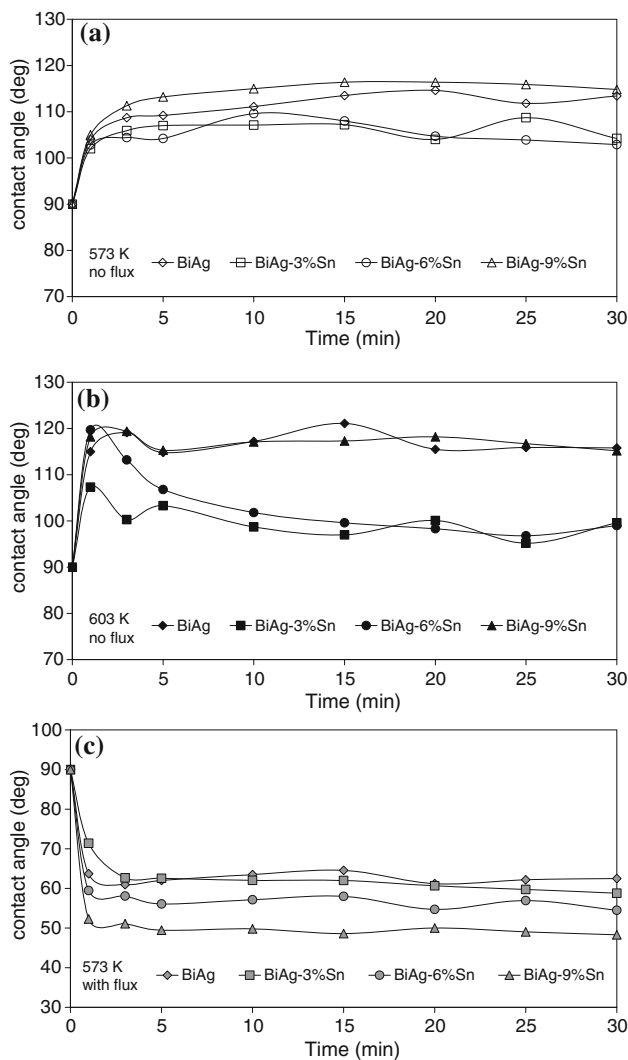 (a)
contact angle (deg)
130
120
110
100
90
80
70
573 K
no flux
BiAg
BiAg-3%Sn
BiAg-6%Sn
BiAg-9%Sn
0 5 10 15 20 25 30
Time (min)
(b)
contact angle (deg)
130
120
110
100
90
80
70
603 K
no flux
BiAg
BiAg-3%Sn
BiAg-6%Sn
BiAg-9%Sn
0 5 10 15 20 25 30
Time (min)
(c)
contact angle (deg)
100
90
80
70
60
50
40
30
573 K
with flux
BiAg
BiAg-3%Sn
BiAg-6%Sn
BiAg-9%Sn
0 5 10 15 20 25 30
Time (min)